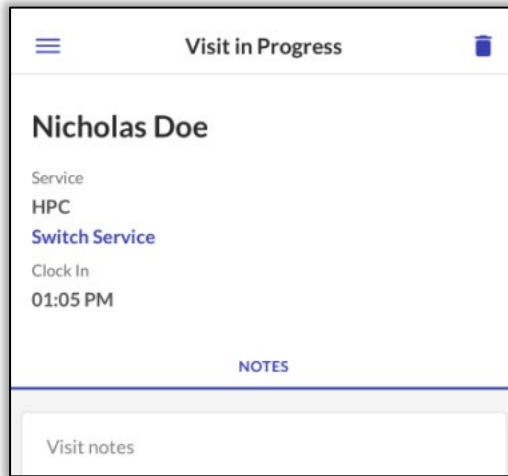 Visit in Progress
Nicholas Doe
Service
HPC
Switch Service
Clock In
01:05 PM
NOTES
Visit notes